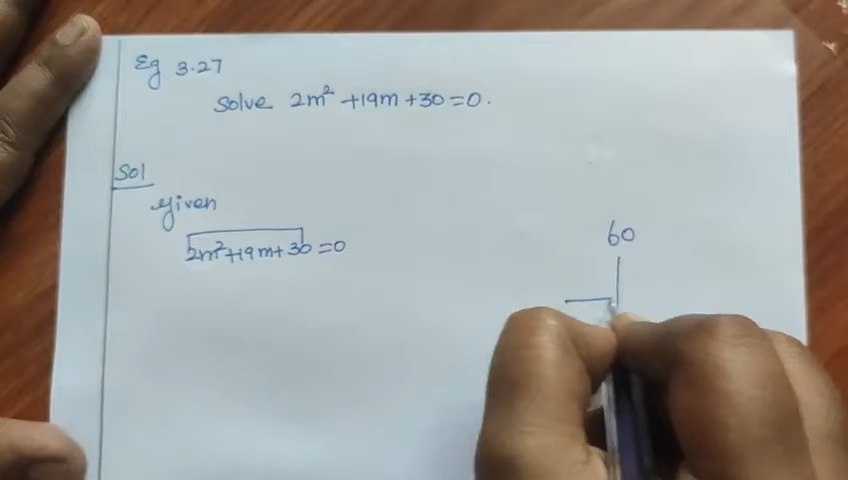 Eg 3.27
Solve 2m² +19m +30 =0.
Sol
Given
2m²+19m+30 =0
60